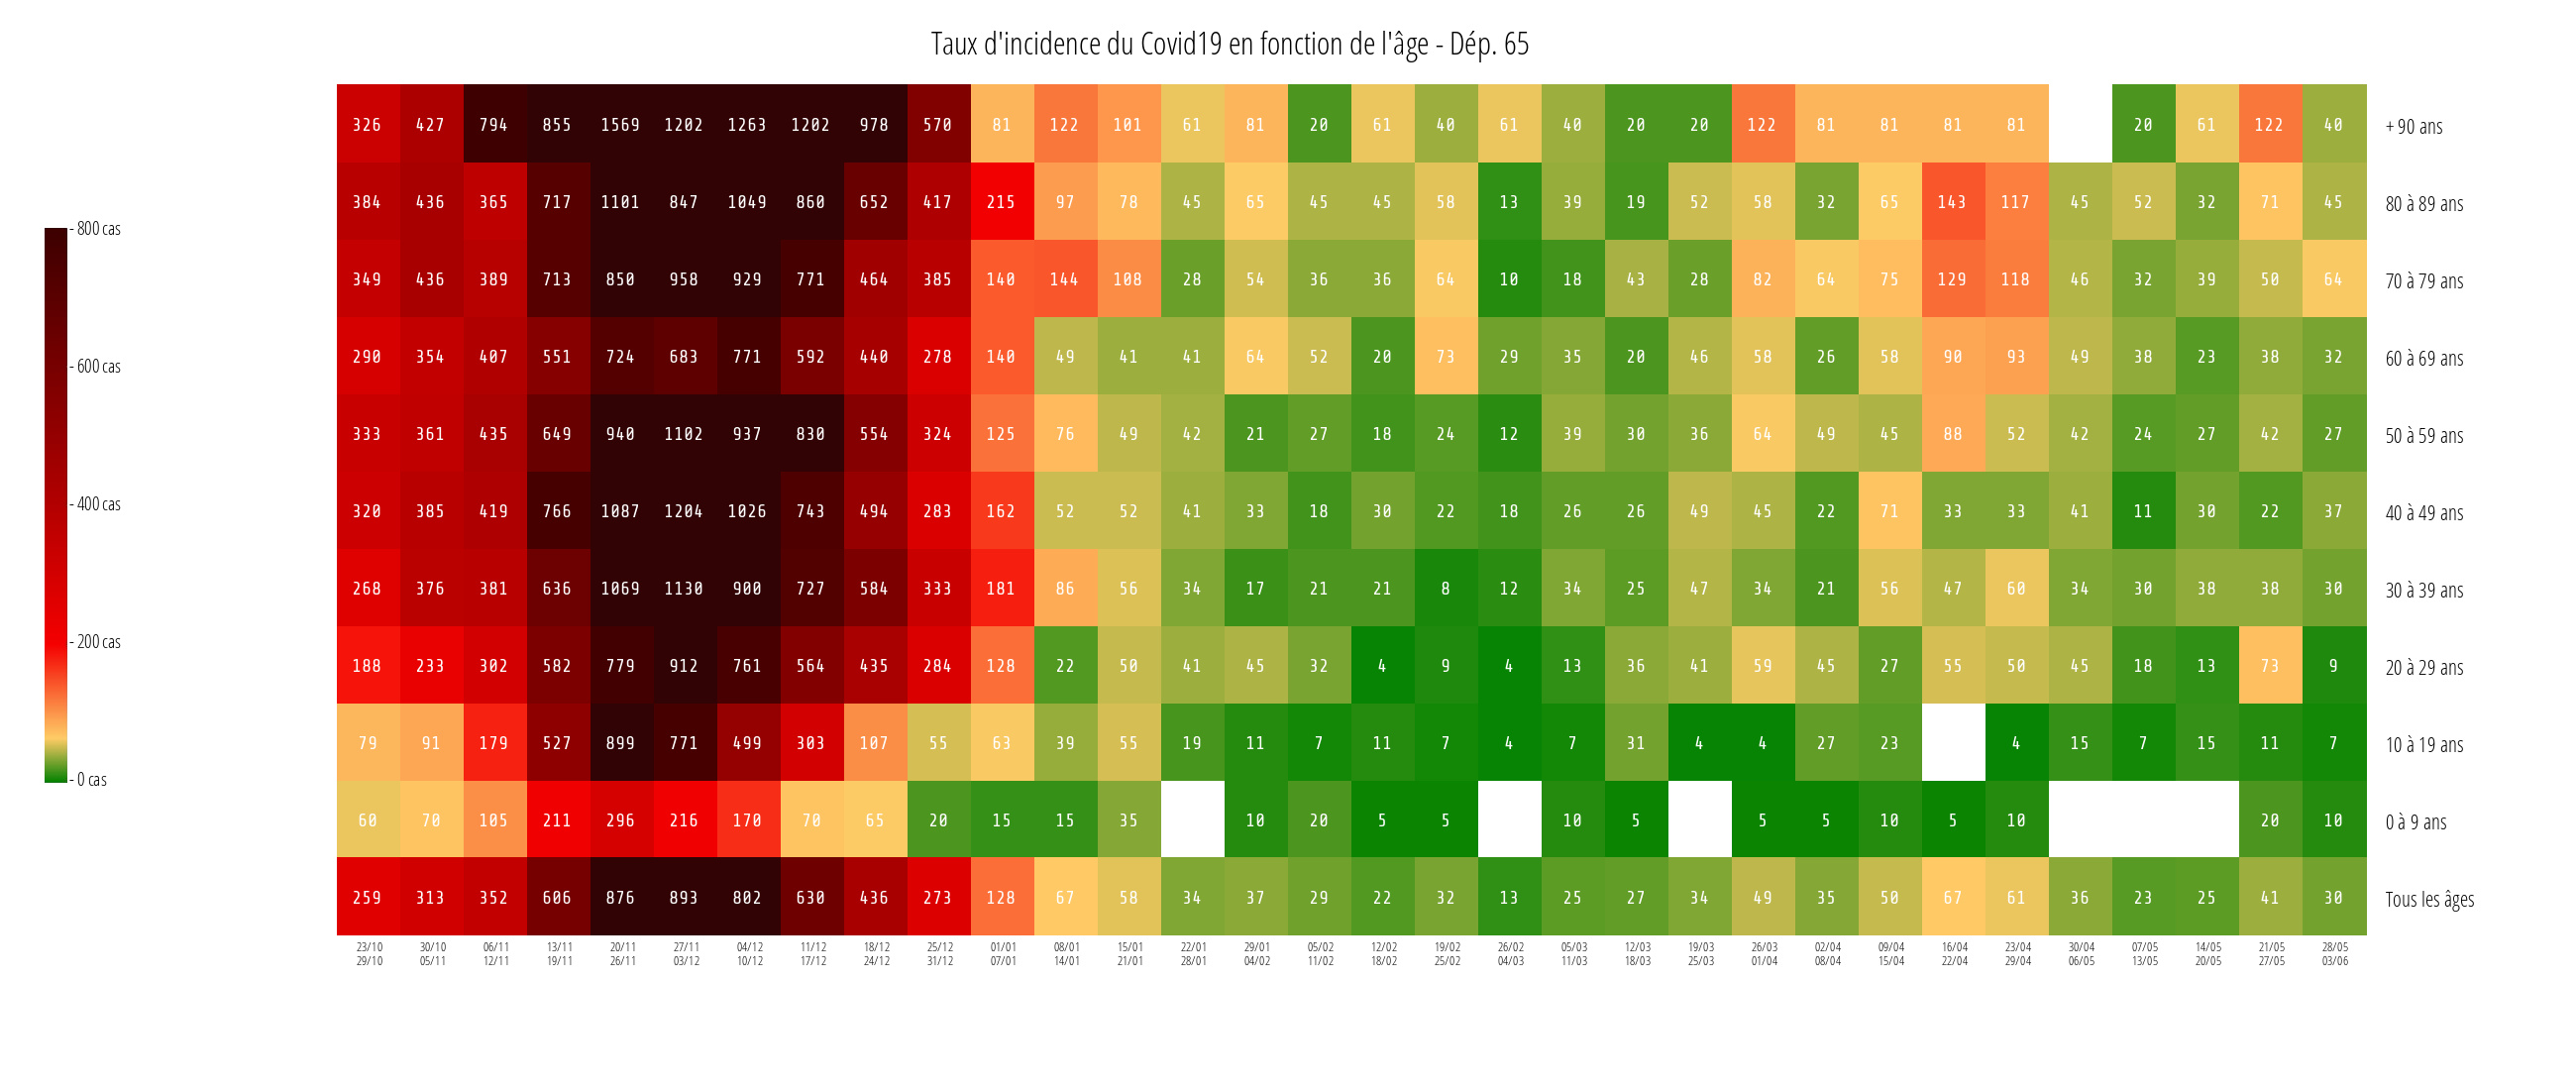 Taux d'incidence du Covid19 en fonction de l'âge - Dép. 65
- 800 cas
- 600 cas
- 400 cas
- 200 cas
- 0 cas
326 427 794 855 1569 1202 1263 1202 978 570 81 122 101 61 81 20 61 40 61 40 20 20 122 81 81 81 81 20 61 122 40 + 90 ans
384 436 365 717 1101 847 1049 860 652 417 215 97 78 45 65 45 45 58 13 39 19 52 58 32 65 143 117 45 52 32 71 45 80 à 89 ans
349 436 389 713 850 958 929 771 464 385 140 144 108 28 54 36 36 64 10 18 43 28 82 64 75 129 118 46 32 39 50 64 70 à 79 ans
290 354 407 551 724 683 771 592 440 278 140 49 41 41 64 52 20 73 29 35 20 46 58 26 58 90 93 49 38 23 38 32 60 à 69 ans
333 361 435 649 940 1102 937 830 554 324 125 76 49 42 21 27 18 24 12 39 30 36 64 49 45 88 52 42 24 27 42 27 50 à 59 ans
320 385 419 766 1087 1204 1026 743 494 283 162 52 52 41 33 18 30 22 18 26 26 49 45 22 71 33 33 41 11 30 22 37 40 à 49 ans
268 376 381 636 1069 1130 900 727 584 333 181 86 56 34 17 21 21 8 12 34 25 47 34 21 56 47 60 34 30 38 38 30 30 à 39 ans
188 233 302 582 779 912 761 564 435 284 128 22 50 41 45 32 4 9 4 13 36 41 59 45 27 55 50 45 18 13 73 9 20 à 29 ans
79 91 179 527 899 771 499 303 107 55 63 39 55 19 11 7 11 7 4 7 31 4 4 27 23 4 15 7 15 11 7 10 à 19 ans
60 70 105 211 296 216 170 70 65 20 15 15 35 10 20 5 5 10 5 5 5 10 5 10 20 10 0 à 9 ans
259 313 352 606 876 893 802 630 436 273 128 67 58 34 37 29 22 32 13 25 27 34 49 35 50 67 61 36 23 25 41 30 Tous les âges
23/10 30/10 06/11 13/11 20/11 27/11 04/12 11/12 18/12 25/12 01/01 08/01 15/01 22/01 29/01 05/02 12/02 19/02 26/02 05/03 12/03 19/03 26/03 02/04 09/04 16/04 23/04 30/04 07/05 14/05 21/05 28/05
29/10 05/11 12/11 19/11 26/11 03/12 10/12 17/12 24/12 31/12 07/01 14/01 21/01 28/01 04/02 11/02 18/02 25/02 04/03 11/03 18/03 25/03 01/04 08/04 15/04 22/04 29/04 06/05 13/05 20/05 27/05 03/06